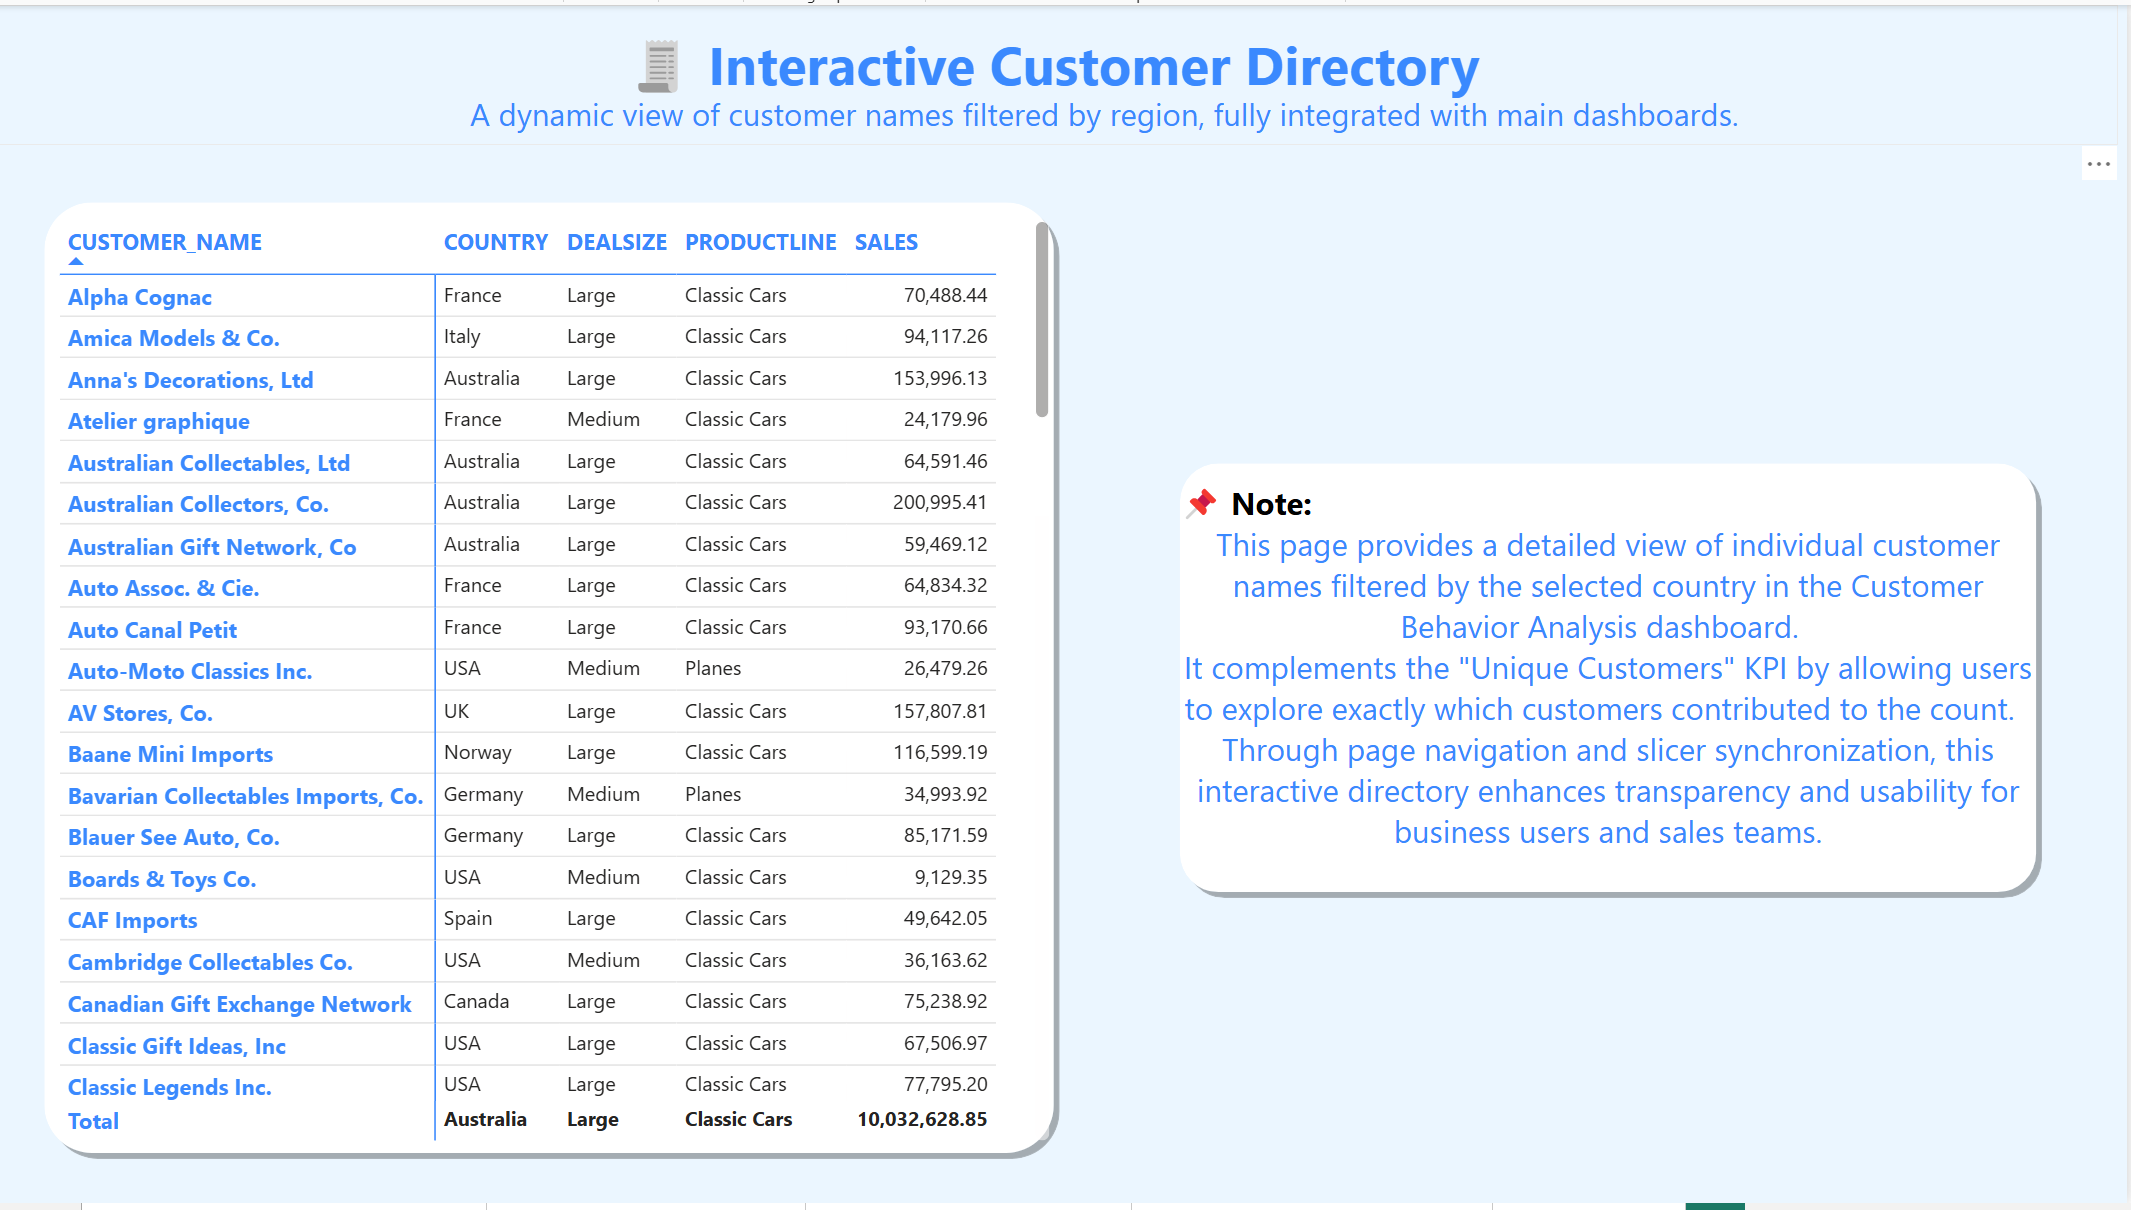 Interactive Customer Directory
A dynamic view of customer names filtered by region, fully integrated with main dashboards.
CUSTOMER_NAME COUNTRY DEALSIZE PRODUCTLINE SALES
Alpha Cognac France Large Classic Cars 70,488.44
Amica Models & Co. Italy Large Classic Cars 94,117.26
Anna's Decorations, Ltd Australia Large Classic Cars 153,996.13
Atelier graphique France Medium Classic Cars 24,179.96
Australian Collectables, Ltd Australia Large Classic Cars 64,591.46
Australian Collectors, Co. Australia Large Classic Cars 200,995.41
Australian Gift Network, Co Australia Large Classic Cars 59,469.12
Auto Assoc. & Cie. France Large Classic Cars 64,834.32
Auto Canal Petit France Large Classic Cars 93,170.66
Auto-Moto Classics Inc. USA Medium Planes 26,479.26
AV Stores, Co. UK Large Classic Cars 157,807.81
Baane Mini Imports Norway Large Classic Cars 116,599.19
Bavarian Collectables Imports, Co. Germany Medium Planes 34,993.92
Blauer See Auto, Co. Germany Large Classic Cars 85,171.59
Boards & Toys Co. USA Medium Classic Cars 9,129.35
CAF Imports Spain Large Classic Cars 49,642.05
Cambridge Collectables Co. USA Medium Classic Cars 36,163.62
Canadian Gift Exchange Network Canada Large Classic Cars 75,238.92
Classic Gift Ideas, Inc USA Large Classic Cars 67,506.97
Classic Legends Inc. USA Large Classic Cars 77,795.20
Total Australia Large Classic Cars 10,032,628.85
Note:
This page provides a detailed view of individual customer
names filtered by the selected country in the Customer
Behavior Analysis dashboard.
It complements the "Unique Customers" KPI by allowing users
to explore exactly which customers contributed to the count.
Through page navigation and slicer synchronization, this
interactive directory enhances transparency and usability for
business users and sales teams.